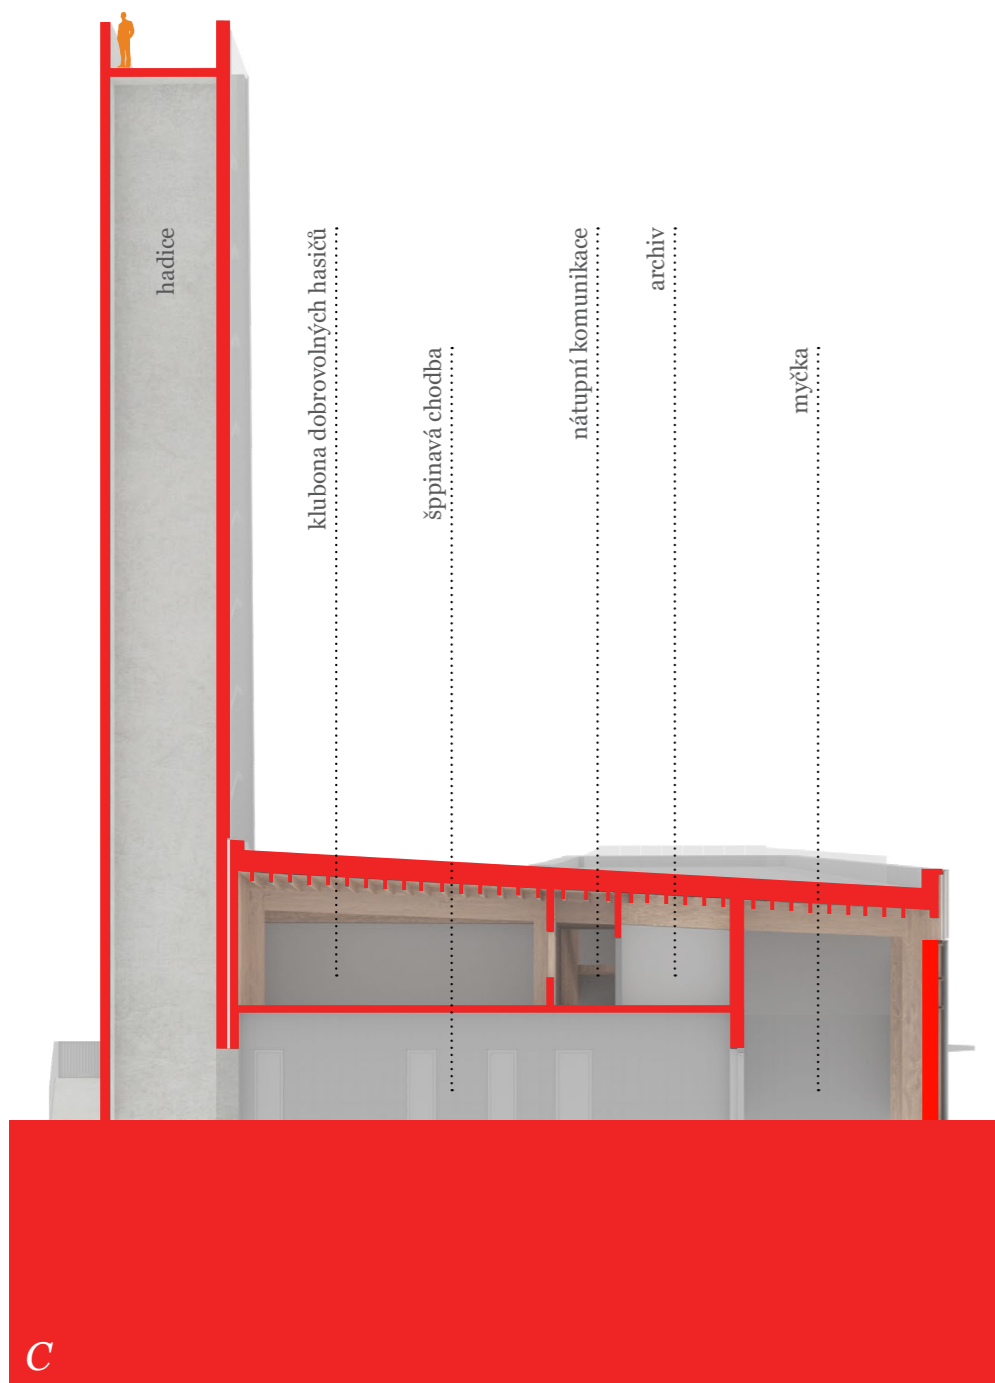 hadice
klubona dobrovolných hasičů
šppinavá chodba
nátupní komunikace
archiv
myčka
C